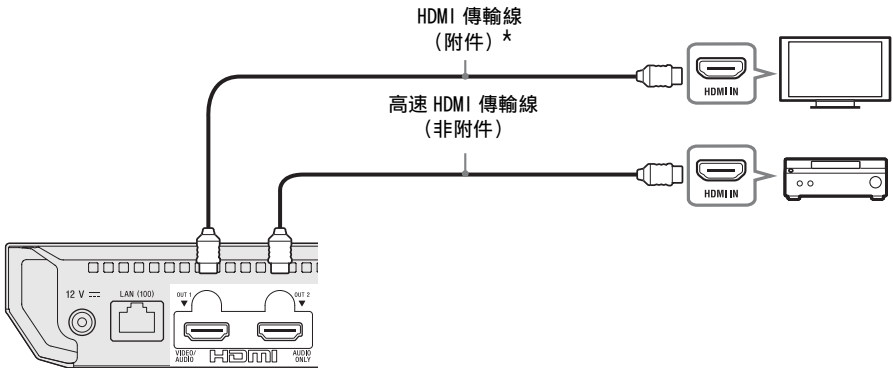 HDMI 傳輸線
（附件）*
HDMI IN
高速 HDMI 傳輸線
（非附件）
HDMI IN
12 V
LAN (100)
OUT 1
OUT 2
VIDEO/
AUDIO
HDMI
AUDIO
ONLY